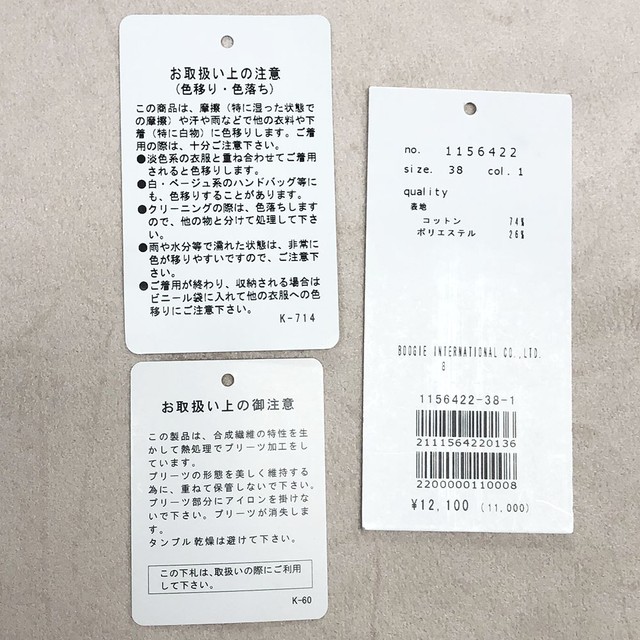 お取扱い上の注意
(色移り・色落ち)
この商品は、摩擦（特に湿った状態で
の摩擦）や汗や雨などで他の衣料や下
着（特に白物）に色移りします。ご着
用の際は、十分ご注意下さい。
●淡色系の衣服と重ね合わせてご着用
されると色移りします。
●白・ベージュ系のハンドバッグ等に
も、色移りすることがあります。
●クリーニングの際は、色落ちします
ので、他の物と分けて処理して下さ
い。
●雨や水分等で濡れた状態は、非常に
色が移りやすいですので、ご注意下さ
い。
●ご着用が終わり、収納される場合は
ビニール袋に入れて他の衣服への色
移りにご注意下さい。
K-714
お取扱い上の御注意
この製品は、合成繊維の特性を生
かして熱処理でプリーツ加工をし
ています。
プリーツの形態を美しく維持する
為に、重ねて保管しないで下さい。
プリーツ部分にアイロンを掛けな
いで下さい。プリーツが消失しま
す。
タンブル乾燥は避けて下さい。
この下札は、取扱いの際にご利用
して下さい。
K-60
no. 1156422
size. 38 col. 1
quality
表地
コットン 74%
ポリエステル 26%
BOOGIE INTERNATIONAL CO.,LTD.
8
1156422-38-1
2111564220136
2200000110008
¥12,100 (11,000)